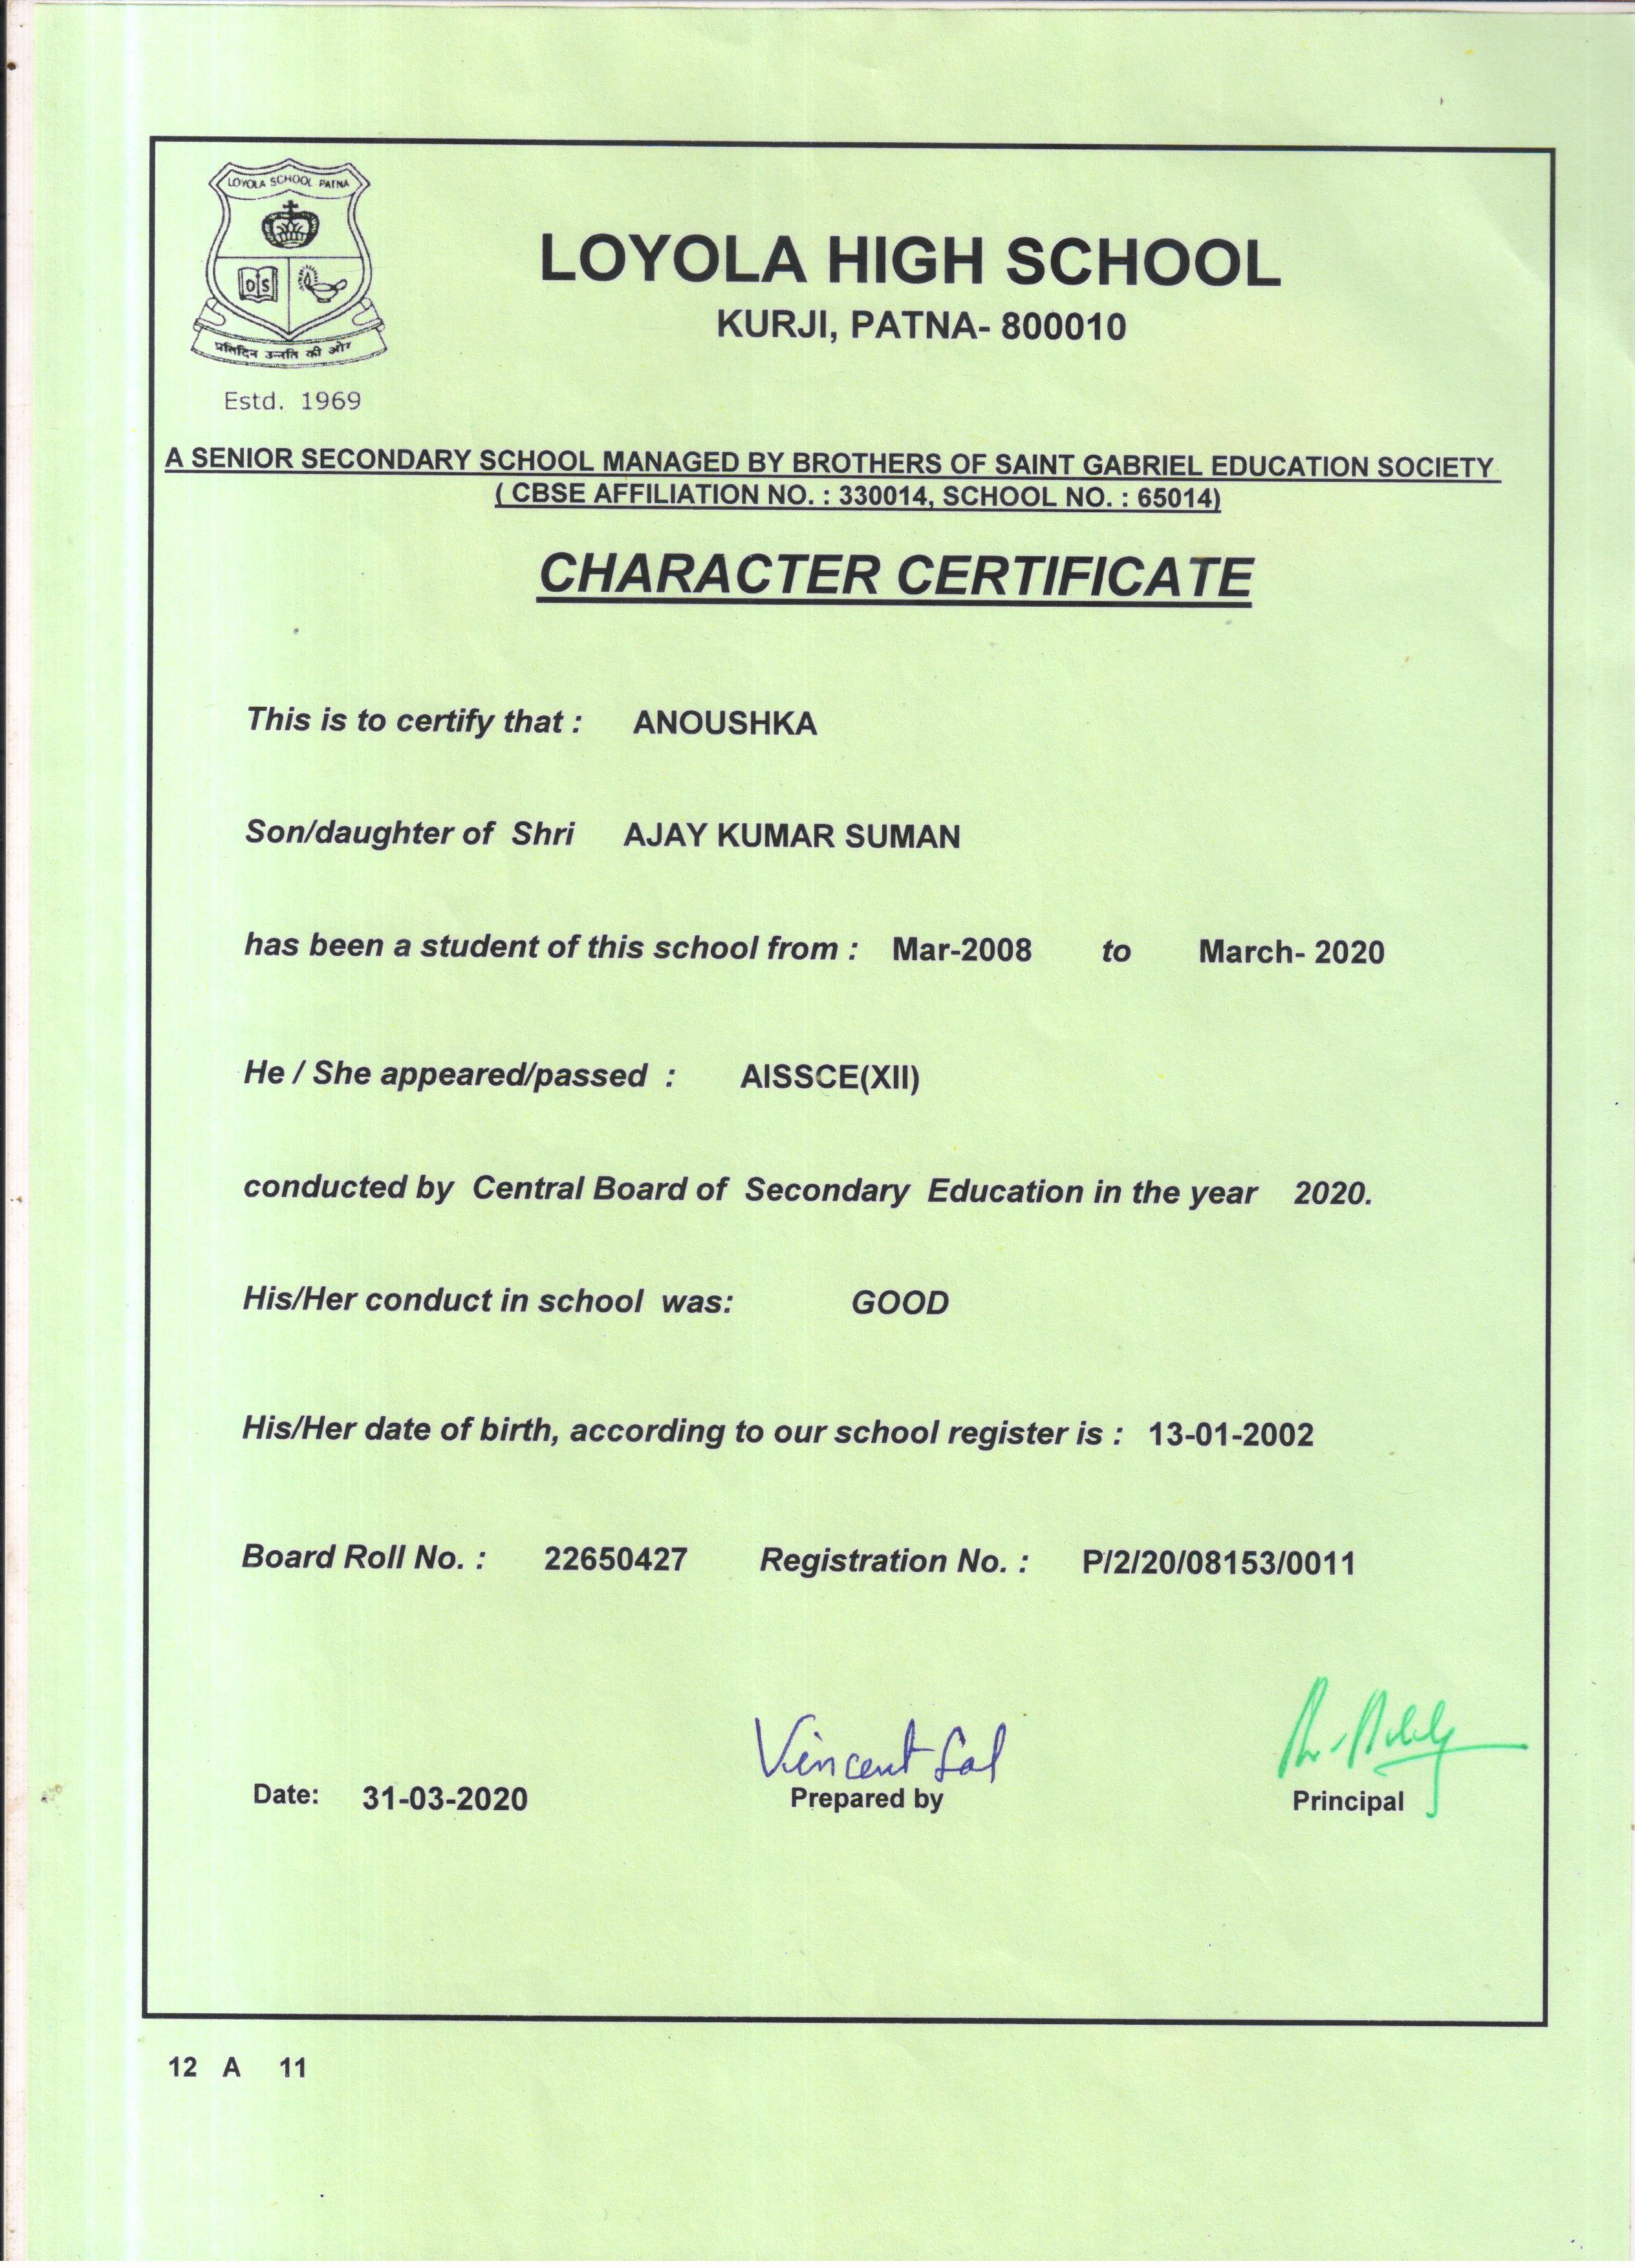 LOYOLA SCHOOL PATNA
DS
प्रतिदिन उन्नति की ओर
Estd. 1969
LOYOLA HIGH SCHOOL
KURJI, PATNA- 800010
A SENIOR SECONDARY SCHOOL MANAGED BY BROTHERS OF SAINT GABRIEL EDUCATION SOCIETY
( CBSE AFFILIATION NO. : 330014, SCHOOL NO. : 65014)
CHARACTER CERTIFICATE
This is to certify that : ANOUSHKA
Son/daughter of Shri AJAY KUMAR SUMAN
has been a student of this school from : Mar-2008 to March- 2020
He / She appeared/passed : AISSCE(XII)
conducted by Central Board of Secondary Education in the year 2020.
His/Her conduct in school was: GOOD
His/Her date of birth, according to our school register is : 13-01-2002
Board Roll No. : 22650427 Registration No. : P/2/20/08153/0011
Vincent
Date: 31-03-2020 Prepared by Principal
12 A 11